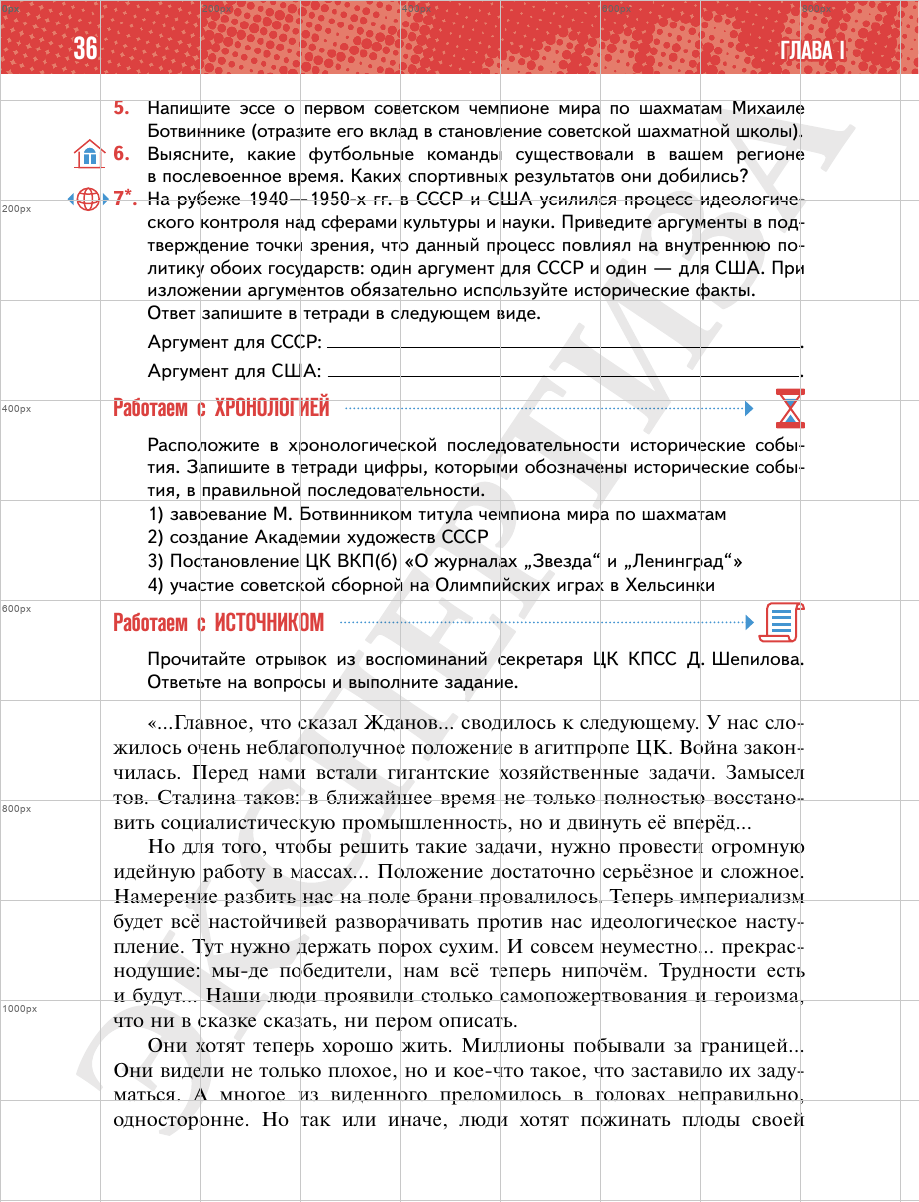 36
ГЛАВА I
5. Напишите эссе о первом советском чемпионе мира по шахматам Михаиле
Ботвиннике (отразите его вклад в становление советской шахматной школы).
6. Выясните, какие футбольные команды существовали в вашем регионе
в послевоенное время. Каких спортивных результатов они добились?
7*. На рубеже 1940—1950-х гг. в СССР и США усилился процесс идеологиче-
ского контроля над сферами культуры и науки. Приведите аргументы в под-
тверждение точки зрения, что данный процесс повлиял на внутреннюю по-
литику обоих государств: один аргумент для СССР и один — для США. При
изложении аргументов обязательно используйте исторические факты.
Ответ запишите в тетради в следующем виде.
Аргумент для СССР: .
Аргумент для США: .
Работаем с ХРОНОЛОГИЕЙ
Расположите в хронологической последовательности исторические собы-
тия. Запишите в тетради цифры, которыми обозначены исторические собы-
тия, в правильной последовательности.
1) завоевание М. Ботвинником титула чемпиона мира по шахматам
2) создание Академии художеств СССР
3) Постановление ЦК ВКП(б) «О журналах „Звезда“ и „Ленинград“»
4) участие советской сборной на Олимпийских играх в Хельсинки
Работаем с ИСТОЧНИКОМ
Прочитайте отрывок из воспоминаний секретаря ЦК КПСС Д. Шепилова.
Ответьте на вопросы и выполните задание.
«...Главное, что сказал Жданов... сводилось к следующему. У нас сло-
жилось очень неблагополучное положение в агитпропе ЦК. Война закон-
чилась. Перед нами встали гигантские хозяйственные задачи. Замысел
тов. Сталина таков: в ближайшее время не только полностью восстано-
вить социалистическую промышленность, но и двинуть её вперёд...
Но для того, чтобы решить такие задачи, нужно провести огромную
идейную работу в массах... Положение достаточно серьёзное и сложное.
Намерение разбить нас на поле брани провалилось. Теперь империализм
будет всё настойчивей разворачивать против нас идеологическое насту-
пление. Тут нужно держать порох сухим. И совсем неуместно... прекрас-
нодушие: мы-де победители, нам всё теперь нипочём. Трудности есть
и будут... Наши люди проявили столько самопожертвования и героизма,
что ни в сказке сказать, ни пером описать.
Они хотят теперь хорошо жить. Миллионы побывали за границей...
Они видели не только плохое, но и кое-что такое, что заставило их заду-
маться. А многое из виденного преломилось в головах неправильно,
односторонне. Но так или иначе, люди хотят пожинать плоды своей
ЭКСПЕРТИЗА
200px
400px
600px
800px
1000px